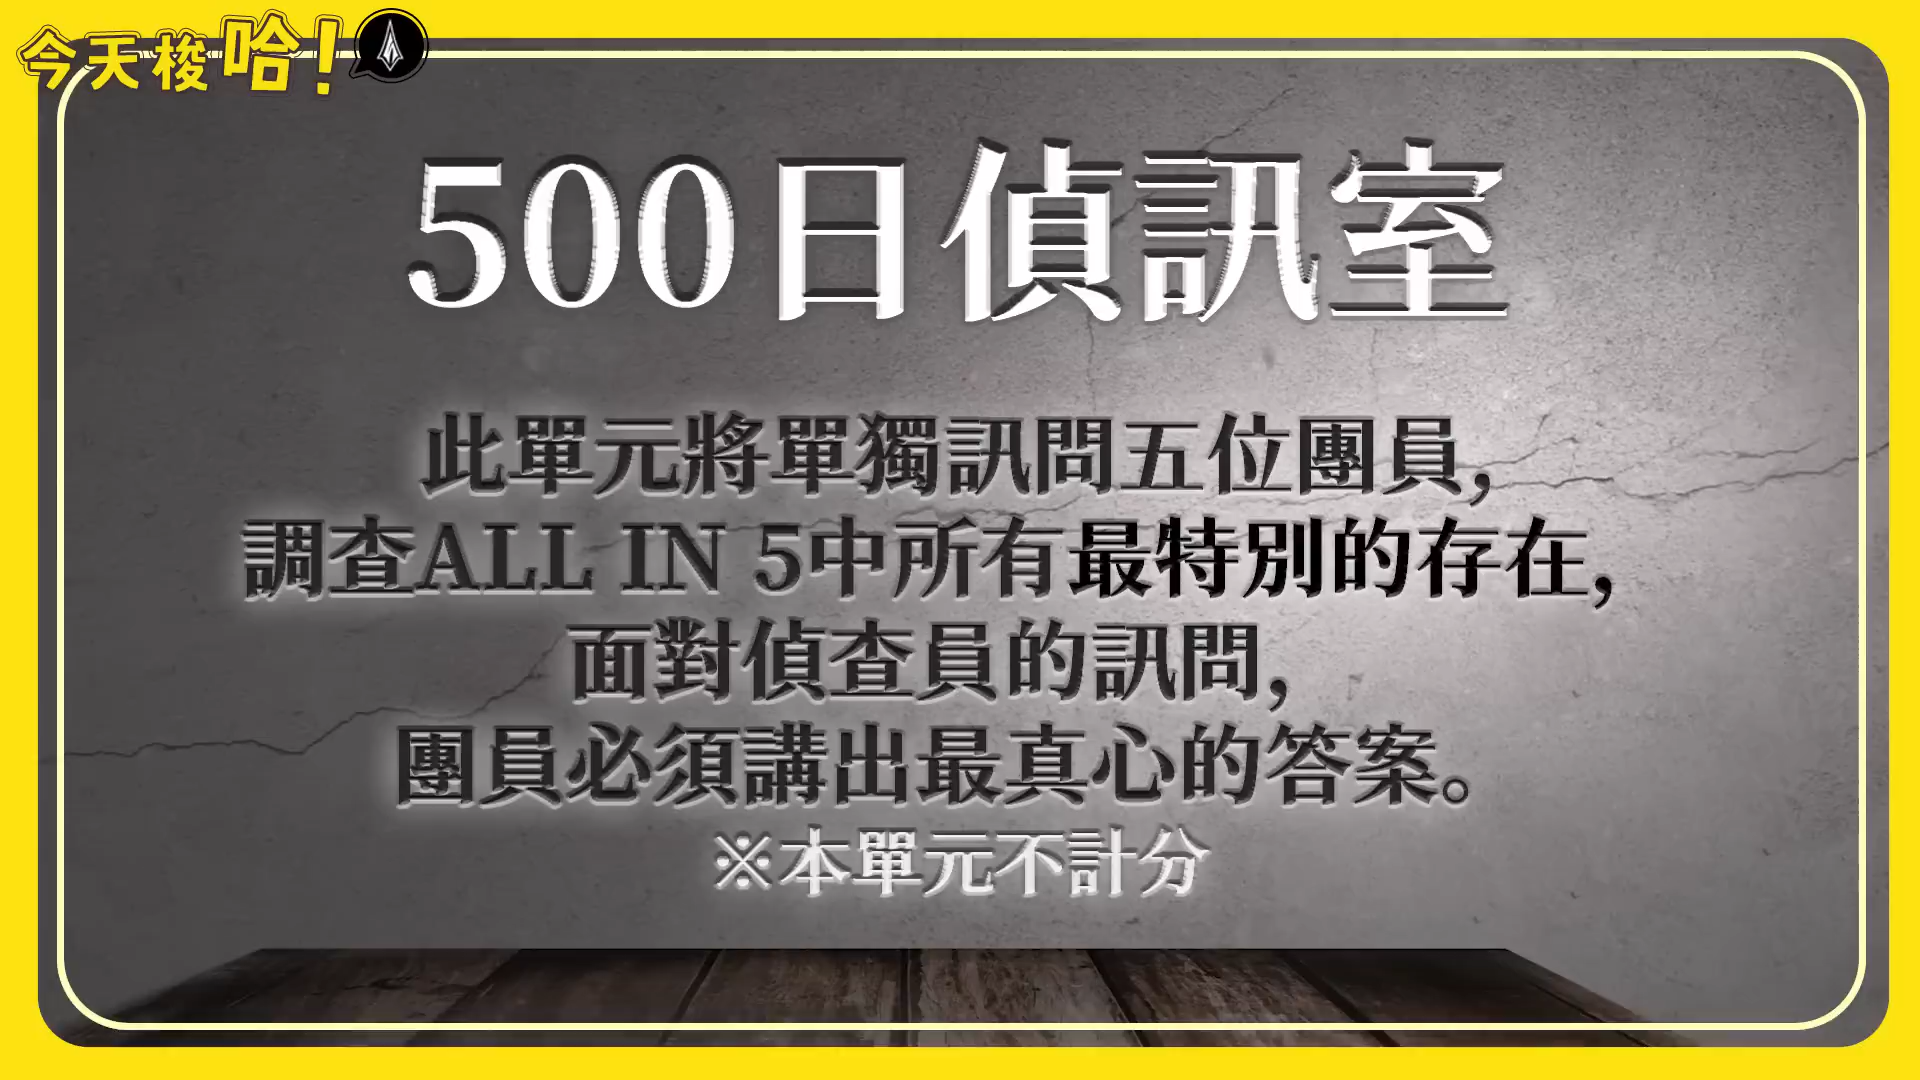 今天梭哈!
500日偵訊室
此單元將單獨訊問五位團員,
調查ALL IN 5中所有最特別的存在,
面對偵查員的訊問,
團員必須講出最真心的答案。
※本單元不計分